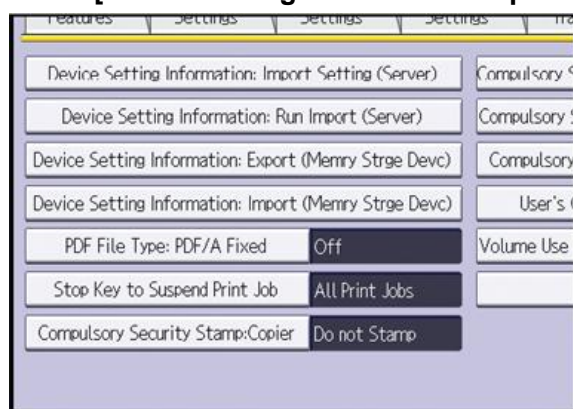 Features Settings Settings
Device Setting Information: Import Setting (Server)
Compulsory
Device Setting Information: Run Import (Server)
Compulsory
Device Setting Information: Export (Memry Strge Devc)
Compulsory
Device Setting Information: Import (Memry Strge Devc)
User's
PDF File Type: PDF/A Fixed Off
Volume Use
Stop Key to Suspend Print Job All Print Jobs
Compulsory Security Stamp:Copier Do not Stamp